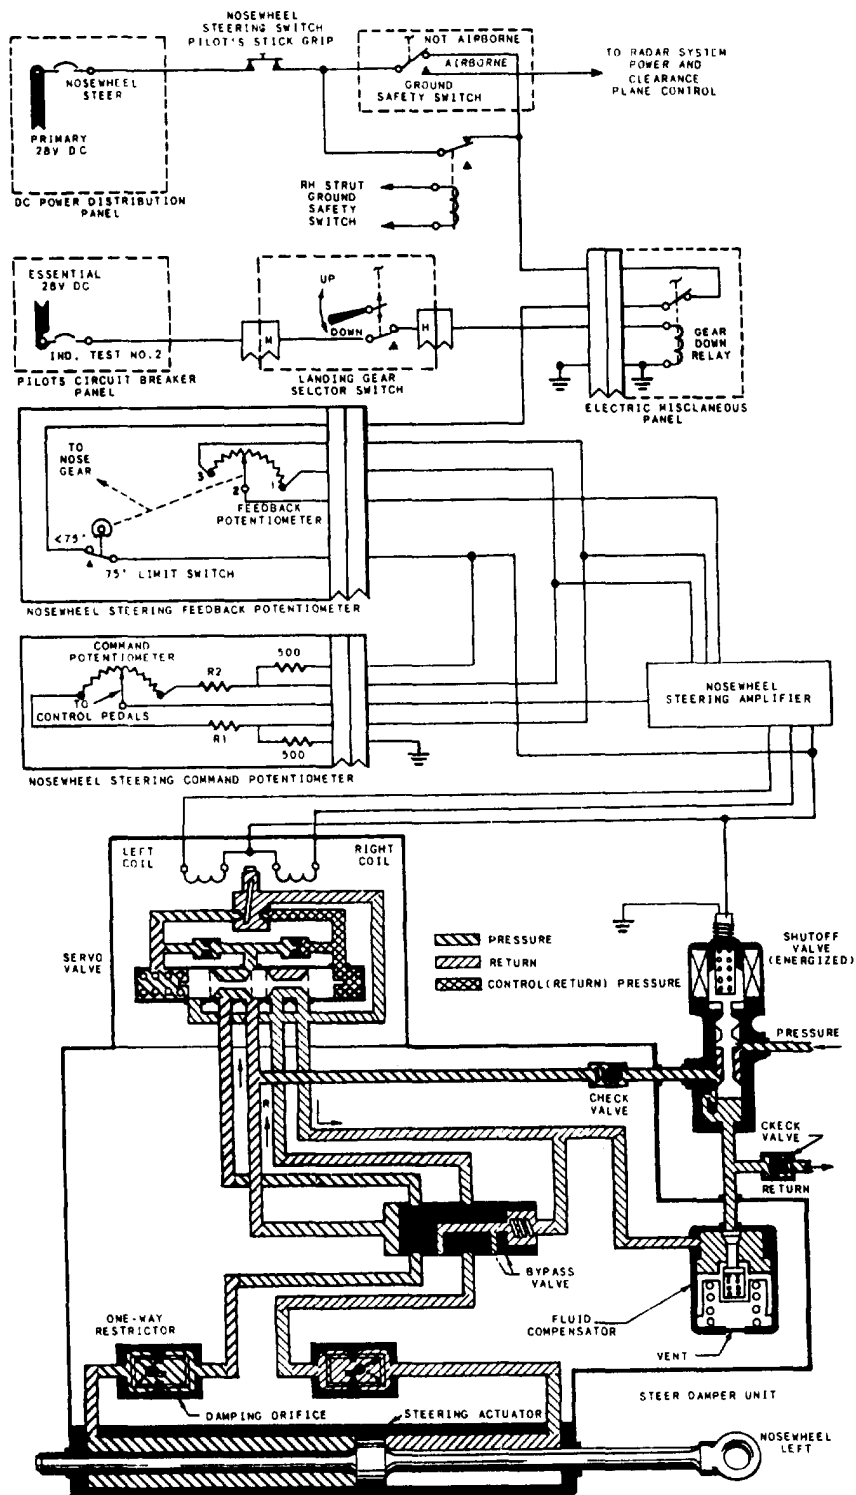 NOSEWHEEL
STEERING SWITCH
PILOT'S STICK GRIP
NOT AIRBORNE
AIRBORNE
GROUND
SAFETY SWITCH
TO RADAR SYSTEM
POWER AND
CLEARANCE
PLANE CONTROL
NOSEWHEEL
STEER
PRIMARY
28V DC
DC POWER DISTRIBUTION
PANEL
RH STRUT
GROUND
SAFETY
SWITCH
ESSENTIAL
28V DC
IND. TEST NO.2
PILOTS CIRCUIT BREAKER
PANEL
UP
DOWN
M
H
LANDING GEAR
SELCTOR SWITCH
GEAR
DOWN
RELAY
ELECTRIC MISCLANEOUS
PANEL
TO
NOSE
GEAR
3
2
1
FEEDBACK
POTENTIOMETER
<75°
75° LIMIT SWITCH
NOSEWHEEL STEERING FEEDBACK POTENTIOMETER
COMMAND
POTENTIOMETER
R2
500
TO
CONTROL PEDALS
R1
500
NOSEWHEEL STEERING COMMAND POTENTIOMETER
NOSEWHEEL
STEERING AMPLIFIER
LEFT
COIL
RIGHT
COIL
SERVO
VALVE
PRESSURE
RETURN
CONTROL(RETURN) PRESSURE
SHUTOFF
VALVE
(ENERGIZED)
PRESSURE
CHECK
VALVE
R
L
CKECK
VALVE
RETURN
BYPASS
VALVE
ONE-WAY
RESTRICTOR
FLUID
COMPENSATOR
VENT
DAMPING ORIFICE
STEERING ACTUATOR
STEER DAMPER UNIT
NOSEWHEEL
LEFT